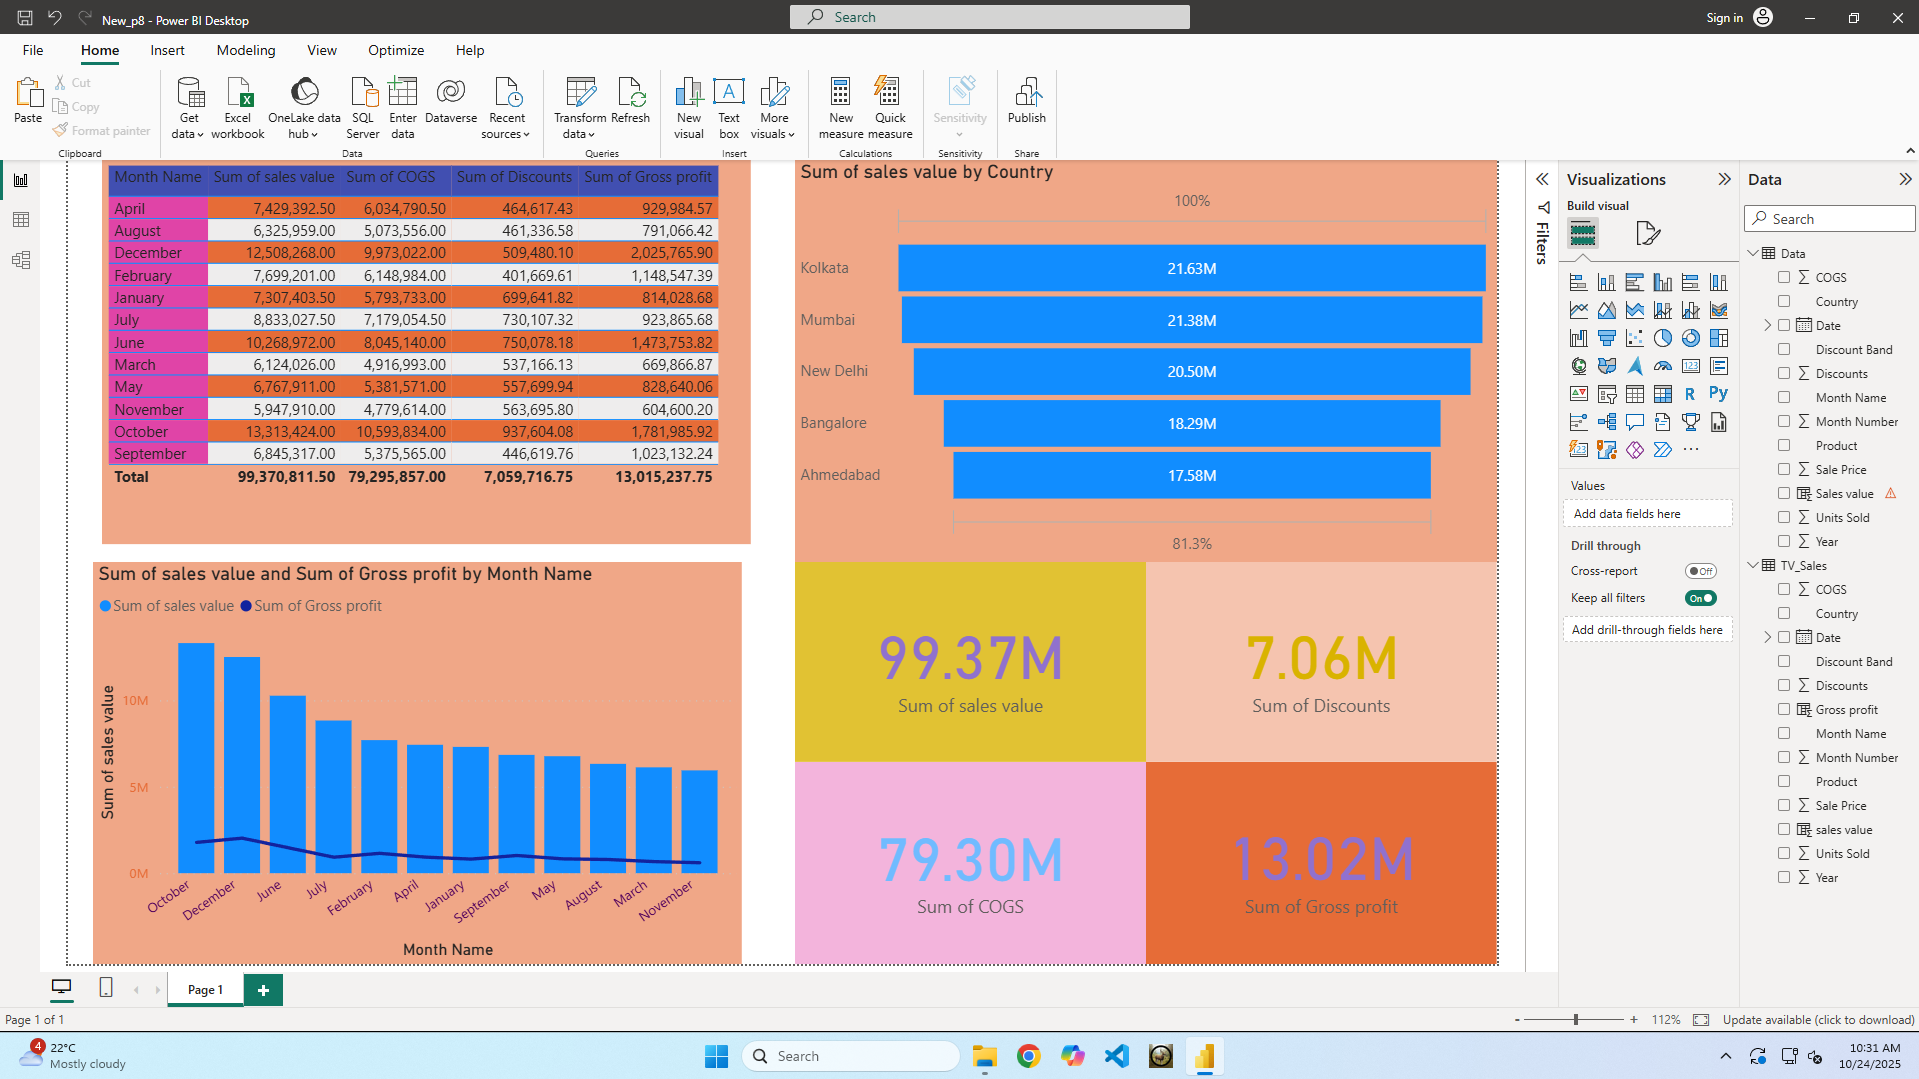 New_p8 - Power BI Desktop
Search
Sign in
File Home Insert Modeling View Optimize Help
Paste
Cut
Copy
Format painter
Clipboard
Get data
Excel workbook
OneLake data hub
SQL Server
Enter data
Dataverse
Recent sources
Data
Transform data
Refresh
Queries
New visual
Text box
More visuals
Insert
New measure
Quick measure
Calculations
Sensitivity
Sensitivity
Publish
Share
Month Name Sum of sales value Sum of COGS Sum of Discounts Sum of Gross profit
April 7,429,392.50 6,034,790.50 464,617.43 929,984.57
August 6,325,959.00 5,073,556.00 461,336.58 791,066.42
December 12,508,268.00 9,973,022.00 509,480.10 2,025,765.90
February 7,699,201.00 6,148,984.00 401,669.61 1,148,547.39
January 7,307,403.50 5,793,733.00 699,641.82 814,028.68
July 8,833,027.50 7,179,054.50 730,107.32 923,865.68
June 10,268,972.00 8,045,140.00 750,078.18 1,473,753.82
March 6,124,026.00 4,916,993.00 537,166.13 669,866.87
May 6,767,911.00 5,381,571.00 557,699.94 828,640.06
November 5,947,910.00 4,779,614.00 563,695.80 604,600.20
October 13,313,424.00 10,593,834.00 937,604.08 1,781,985.92
September 6,845,317.00 5,375,565.00 446,619.76 1,023,132.24
Total 99,370,811.50 79,295,857.00 7,059,716.75 13,015,237.75
Sum of sales value by Country
100%
Kolkata 21.63M
Mumbai 21.38M
New Delhi 20.50M
Bangalore 18.29M
Ahmedabad 17.58M
81.3%
Sum of sales value and Sum of Gross profit by Month Name
Sum of sales value Sum of Gross profit
Sum of sales value
10M
5M
0M
October December June July February April January September May August March November
Month Name
99.37M
Sum of sales value
7.06M
Sum of Discounts
79.30M
Sum of COGS
13.02M
Sum of Gross profit
Filters
Visualizations
Build visual
R Py
123
Values
Add data fields here
Drill through
Cross-report Off
Keep all filters On
Add drill-through fields here
Data
Search
Data
COGS
Country
Date
Discount Band
Discounts
Month Name
Month Number
Product
Sale Price
Sales value
Units Sold
Year
TV_Sales
COGS
Country
Date
Discount Band
Discounts
Gross profit
Month Name
Month Number
Product
Sale Price
sales value
Units Sold
Year
Page 1
Page 1 of 1
- + 112%
Update available (click to download)
4
22°C
Mostly cloudy
Search
10:31 AM
10/24/2025